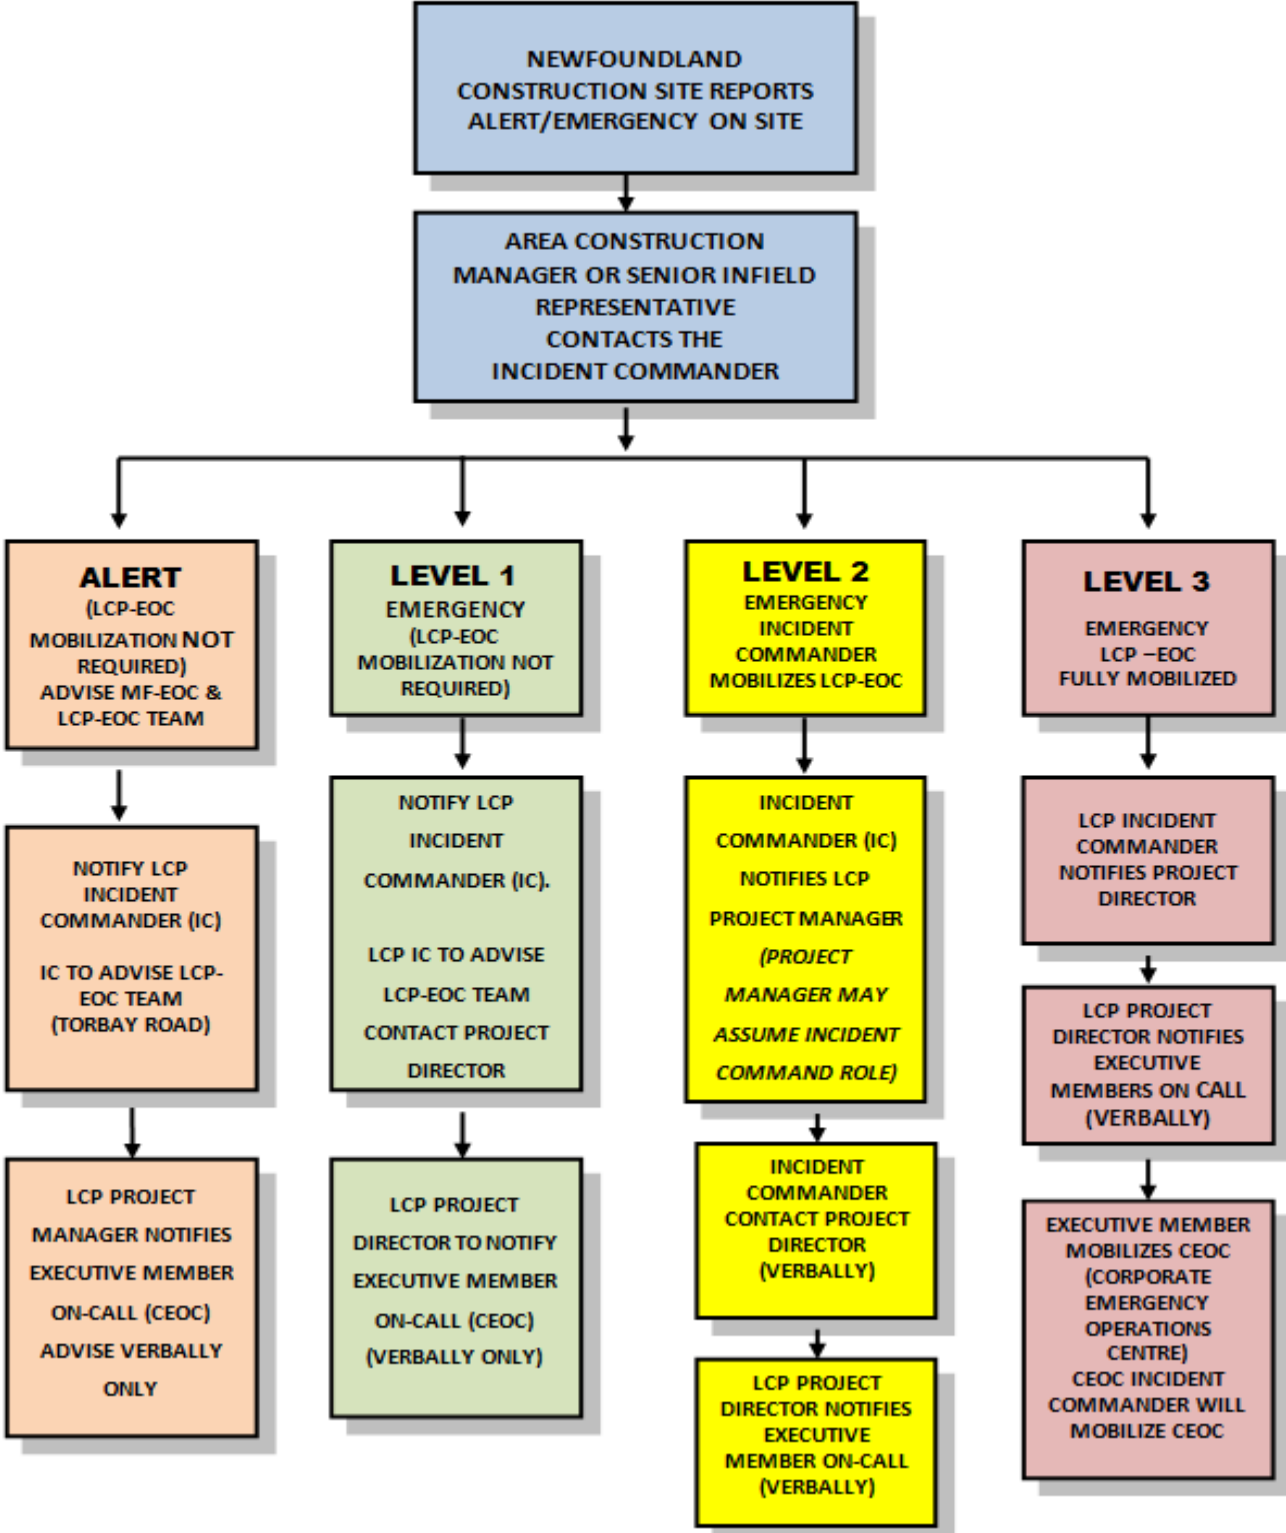 NEWFOUNDLAND
CONSTRUCTION SITE REPORTS
ALERT/EMERGENCY ON SITE
AREA CONSTRUCTION
MANAGER OR SENIOR INFIELD
REPRESENTATIVE
CONTACTS THE
INCIDENT COMMANDER
ALERT
(LCP-EOC
MOBILIZATION NOT
REQUIRED)
ADVISE MF-EOC &
LCP-EOC TEAM
NOTIFY LCP
INCIDENT
COMMANDER (IC)
IC TO ADVISE LCP-
EOC TEAM
(TORBAY ROAD)
LCP PROJECT
MANAGER NOTIFIES
EXECUTIVE MEMBER
ON-CALL (CEOC)
ADVISE VERBALLY
ONLY
LEVEL 1
EMERGENCY
(LCP-EOC
MOBILIZATION NOT
REQUIRED)
NOTIFY LCP
INCIDENT
COMMANDER (IC).
LCP IC TO ADVISE
LCP-EOC TEAM
CONTACT PROJECT
DIRECTOR
LCP PROJECT
DIRECTOR TO NOTIFY
EXECUTIVE MEMBER
ON-CALL (CEOC)
(VERBALLY ONLY)
LEVEL 2
EMERGENCY
INCIDENT
COMMANDER
MOBILIZES LCP-EOC
INCIDENT
COMMANDER (IC)
NOTIFIES LCP
PROJECT MANAGER
(PROJECT
MANAGER MAY
ASSUME INCIDENT
COMMAND ROLE)
INCIDENT
COMMANDER
CONTACT PROJECT
DIRECTOR
(VERBALLY)
LCP PROJECT
DIRECTOR NOTIFIES
EXECUTIVE
MEMBER ON-CALL
(VERBALLY)
LEVEL 3
EMERGENCY
LCP –EOC
FULLY MOBILIZED
LCP INCIDENT
COMMANDER
NOTIFIES PROJECT
DIRECTOR
LCP PROJECT
DIRECTOR NOTIFIES
EXECUTIVE
MEMBERS ON CALL
(VERBALLY)
EXECUTIVE MEMBER
MOBILIZES CEOC
(CORPORATE
EMERGENCY
OPERATIONS
CENTRE)
CEOC INCIDENT
COMMANDER WILL
MOBILIZE CEOC